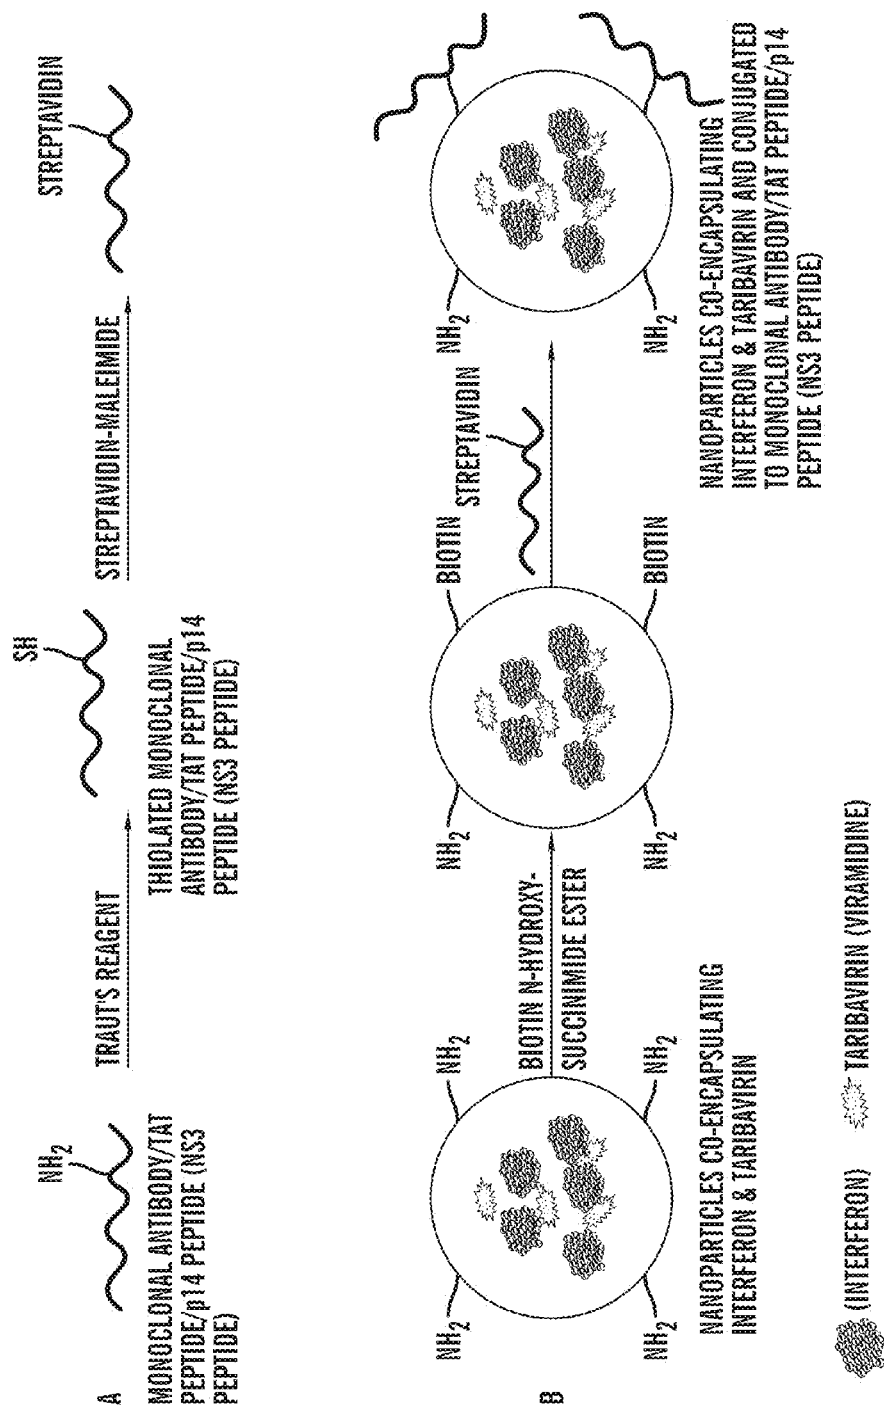 A
NH2
MONOCLONAL ANTIBODY/TAT
PEPTIDE/p14 PEPTIDE (NS3
PEPTIDE)
TRAUT'S REAGENT
SH
THIOLATED MONOCLONAL
ANTIBODY/TAT PEPTIDE/p14
PEPTIDE (NS3 PEPTIDE)
STREPTAVIDIN-MALEIMIDE
STREPTAVIDIN
B
NH2
NH2
NH2
NH2
NANOPARTICLES CO-ENCAPSULATING
INTERFERON & TARIBAVIRIN
BIOTIN N-HYDROXY-
SUCCINIMIDE ESTER
NH2
BIOTIN
NH2
BIOTIN
STREPTAVIDIN
NH2
NH2
NANOPARTICLES CO-ENCAPSULATING
INTERFERON & TARIBAVIRIN AND CONJUGATED
TO MONOCLONAL ANTIBODY/TAT PEPTIDE/p14
PEPTIDE (NS3 PEPTIDE)
(INTERFERON)
TARIBAVIRIN (VIRAMIDINE)